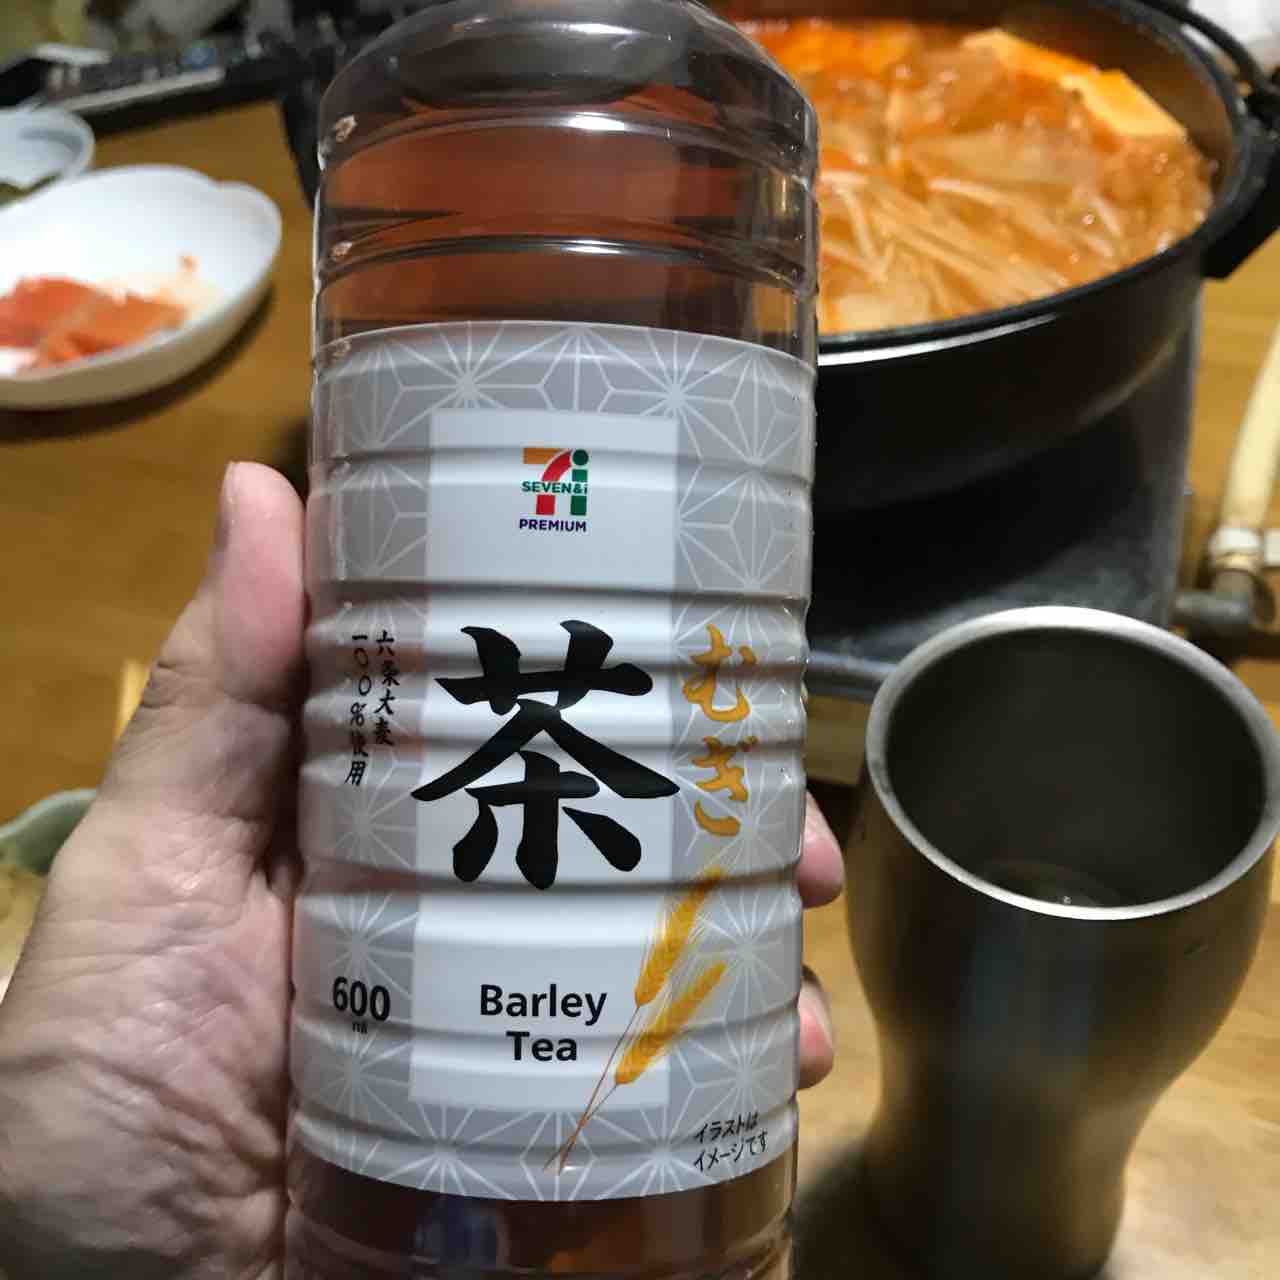 SEVEN&i
PREMIUM
むぎ
茶
六条大麦
一〇〇%使用
600
ml
Barley
Tea
イラストは
イメージです